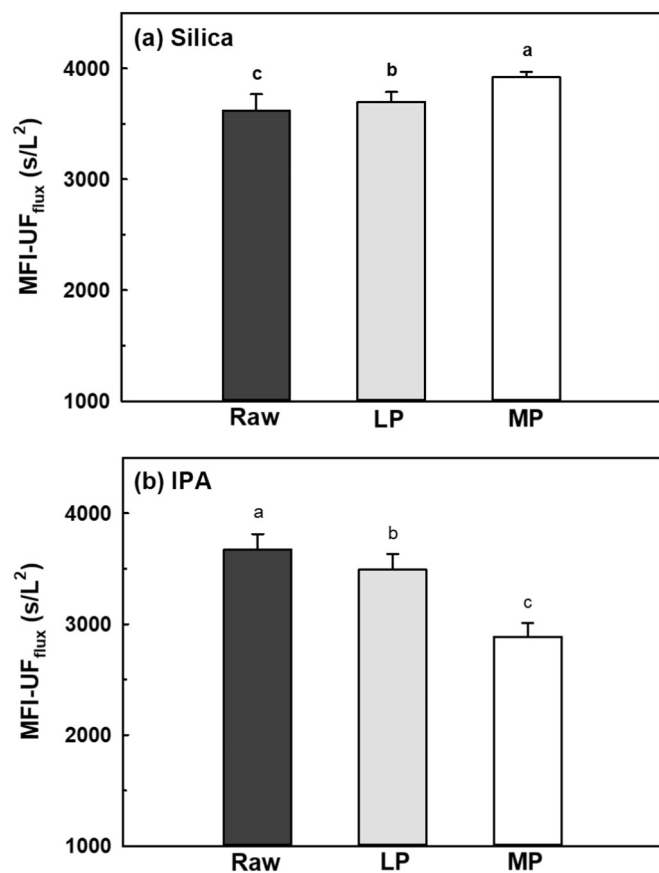 (a) Silica
a
b
c
4000
3000
2000
1000
MFI-UFflux (s/L2)
Raw LP MP
(b) IPA
a
b
c
4000
3000
2000
1000
MFI-UFflux (s/L2)
Raw LP MP